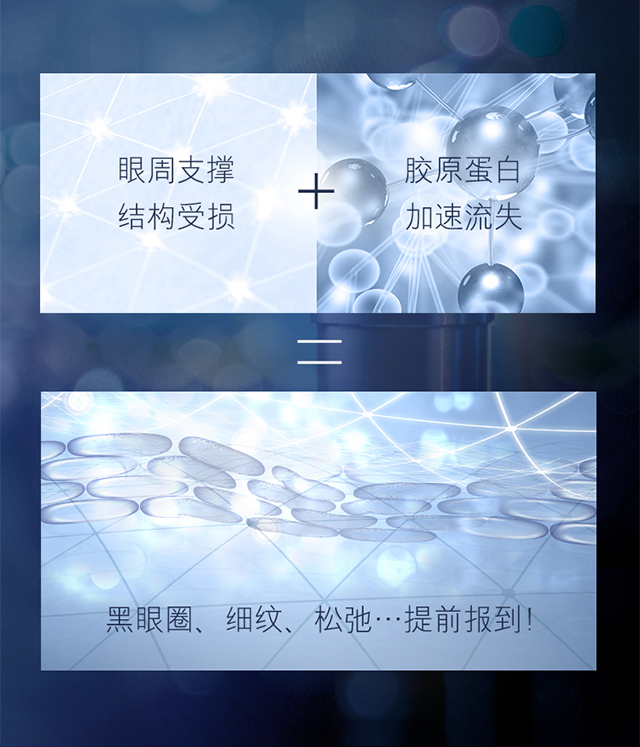 眼周支撑
结构受损
+
胶原蛋白
加速流失
=
黑眼圈、细纹、松弛…提前报到!